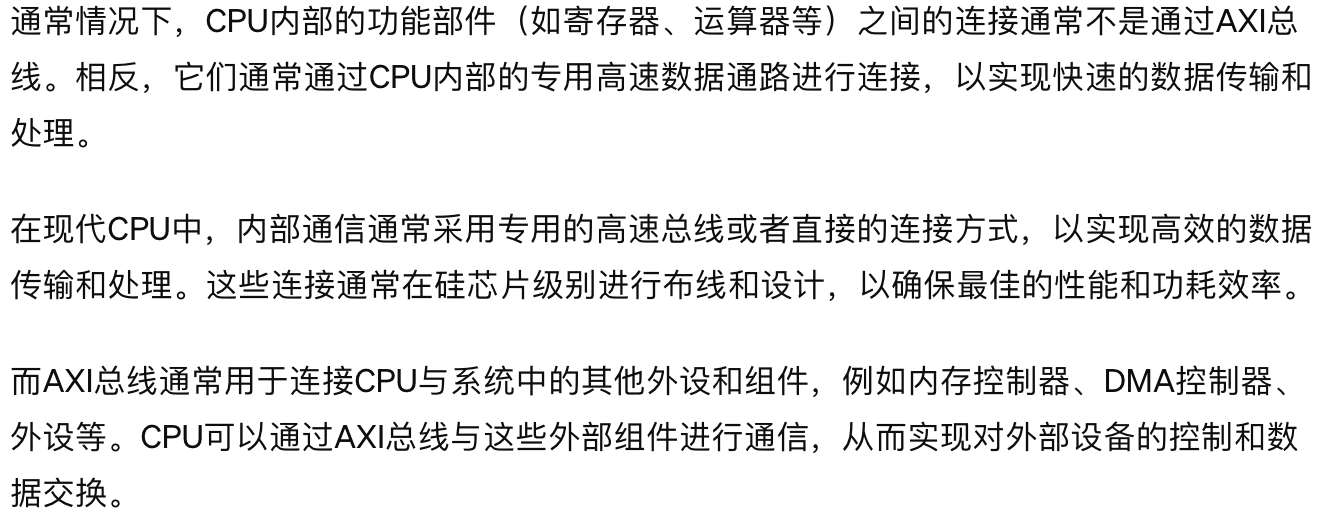 通常情况下，CPU内部的功能部件（如寄存器、运算器等）之间的连接通常不是通过AXI总
线。相反，它们通常通过CPU内部的专用高速数据通路进行连接，以实现快速的数据传输和
处理。
在现代CPU中，内部通信通常采用专用的高速总线或者直接的连接方式，以实现高效的数据
传输和处理。这些连接通常在硅芯片级别进行布线和设计，以确保最佳的性能和功耗效率。
而AXI总线通常用于连接CPU与系统中的其他外设和组件，例如内存控制器、DMA控制器、
外设等。CPU可以通过AXI总线与这些外部组件进行通信，从而实现对外部设备的控制和数
据交换。